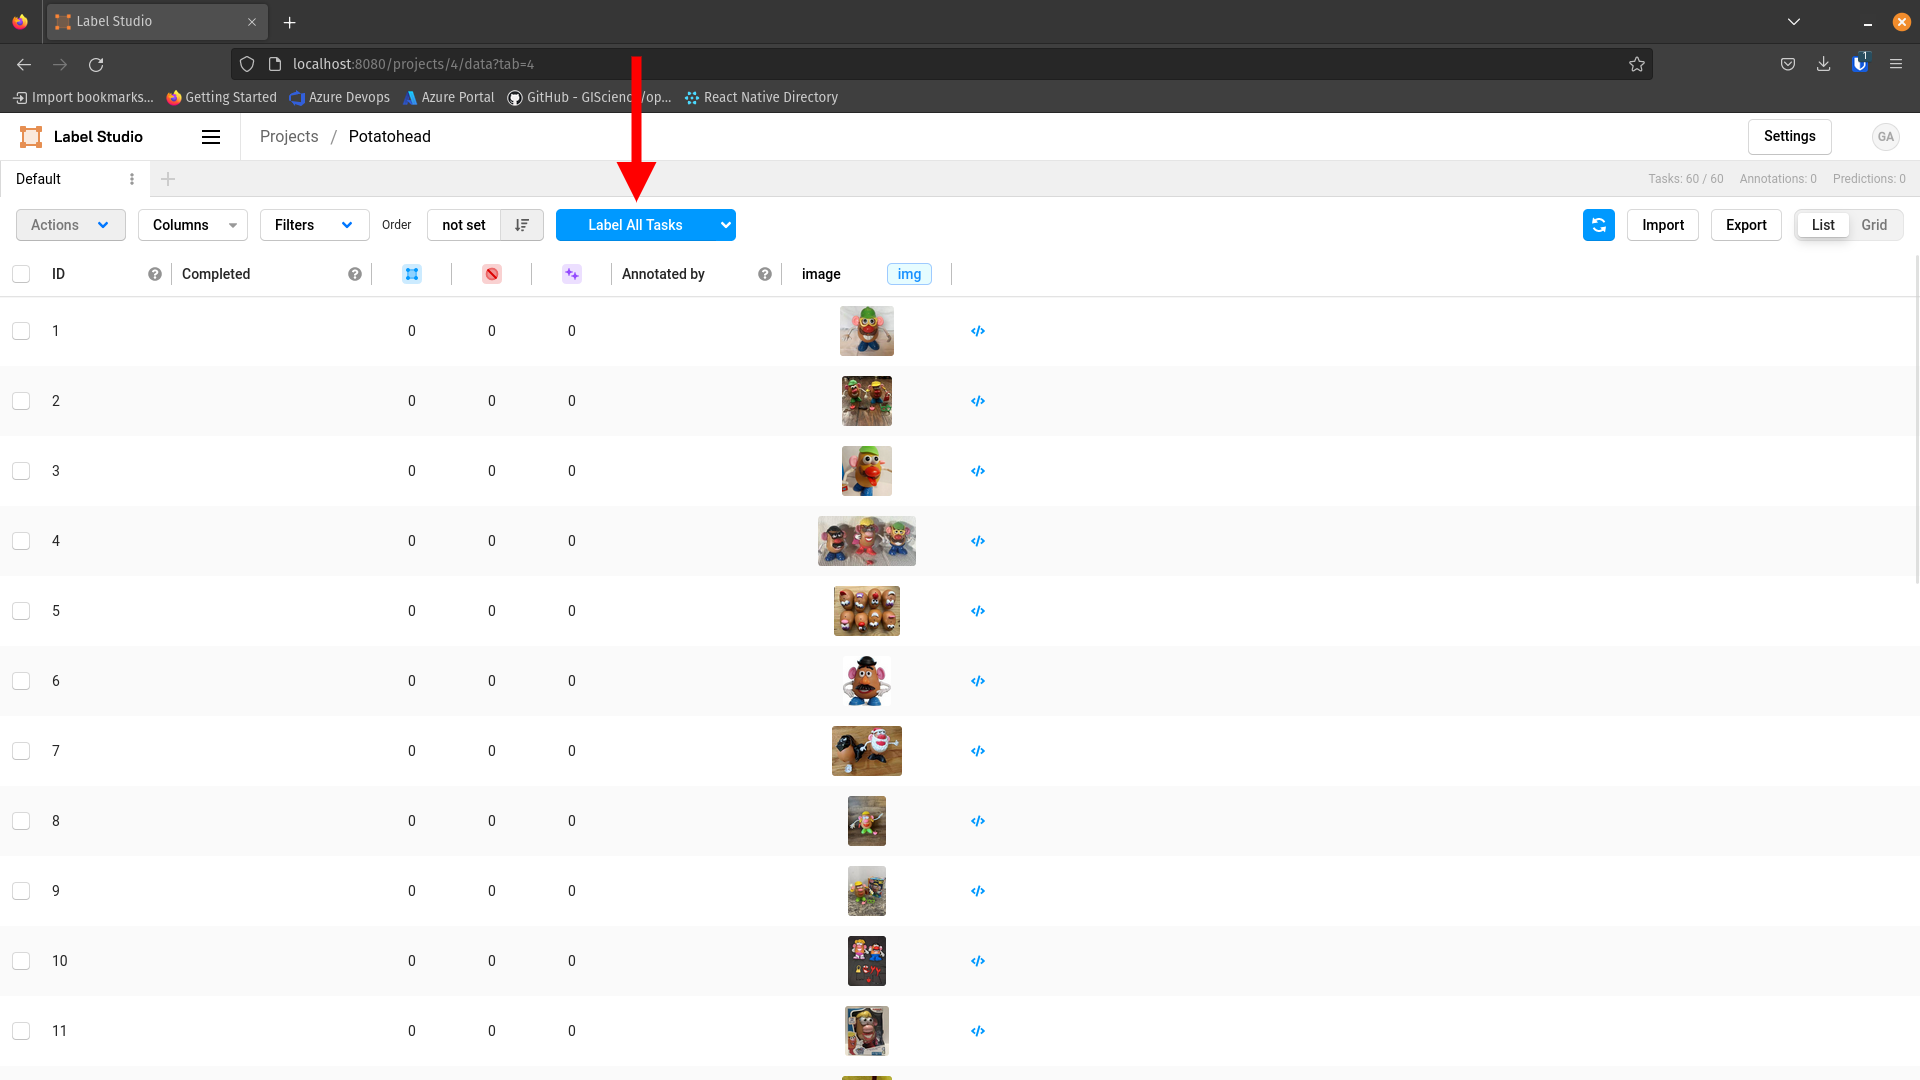 Label Studio
localhost:8080/projects/4/data?tab=4
1
Import bookmarks... Getting Started Azure Devops Azure Portal GitHub - GIScience/op... React Native Directory
Label Studio Projects / Potatohead Settings GA
Default Tasks: 60 / 60 Annotations: 0 Predictions: 0
Actions Columns Filters Order not set Label All Tasks Import Export List Grid
ID Completed Annotated by image img
1 0 0 0
2 0 0 0
3 0 0 0
4 0 0 0
5 0 0 0
6 0 0 0
7 0 0 0
8 0 0 0
9 0 0 0
10 0 0 0
11 0 0 0